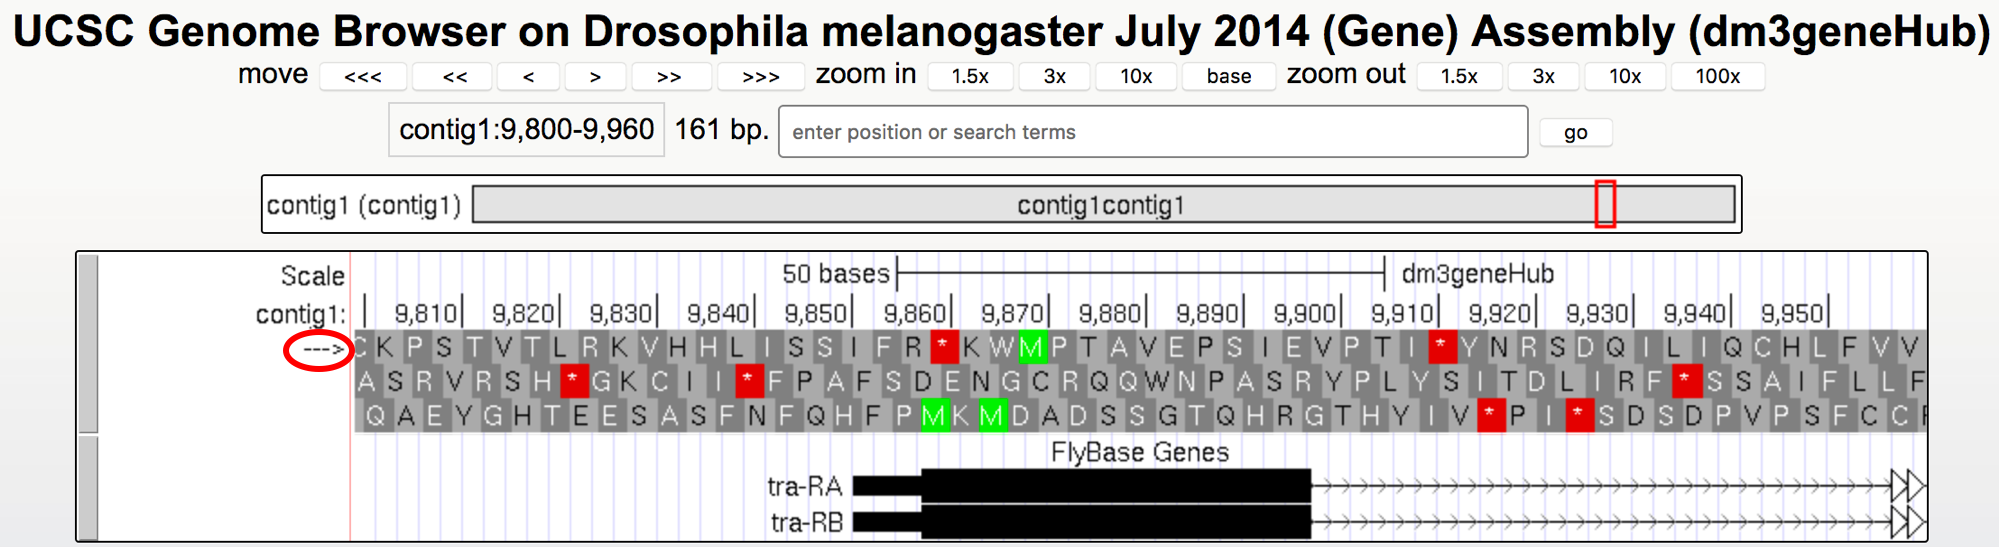 UCSC Genome Browser on Drosophila melanogaster July 2014 (Gene) Assembly (dm3geneHub)
move <<< << < > >> >>> zoom in 1.5x 3x 10x base zoom out 1.5x 3x 10x 100x
contig1:9,800-9,960 161 bp. enter position or search terms go
contig1 (contig1) contig1contig1
Scale 50 bases dm3geneHub
contig1: 9,810 9,820 9,830 9,840 9,850 9,860 9,870 9,880 9,890 9,900 9,910 9,920 9,930 9,940 9,950
---> C K P S T V T L R K V H H L I S S I F R * K W M P T A V E P S I E V P T I * Y N R S D Q I L I Q C H L F V V
A S R V R S H * G K C I I * F P A F S D E N G C R Q Q W N P A S R Y P L Y S I T D L I R F * S S A I F L L F
Q A E Y G H T E E S A S F N F Q H F P M K M D A D S S G T Q H R G T H Y I V * P I * S D S D P V P S F C C
FlyBase Genes
tra-RA
tra-RB